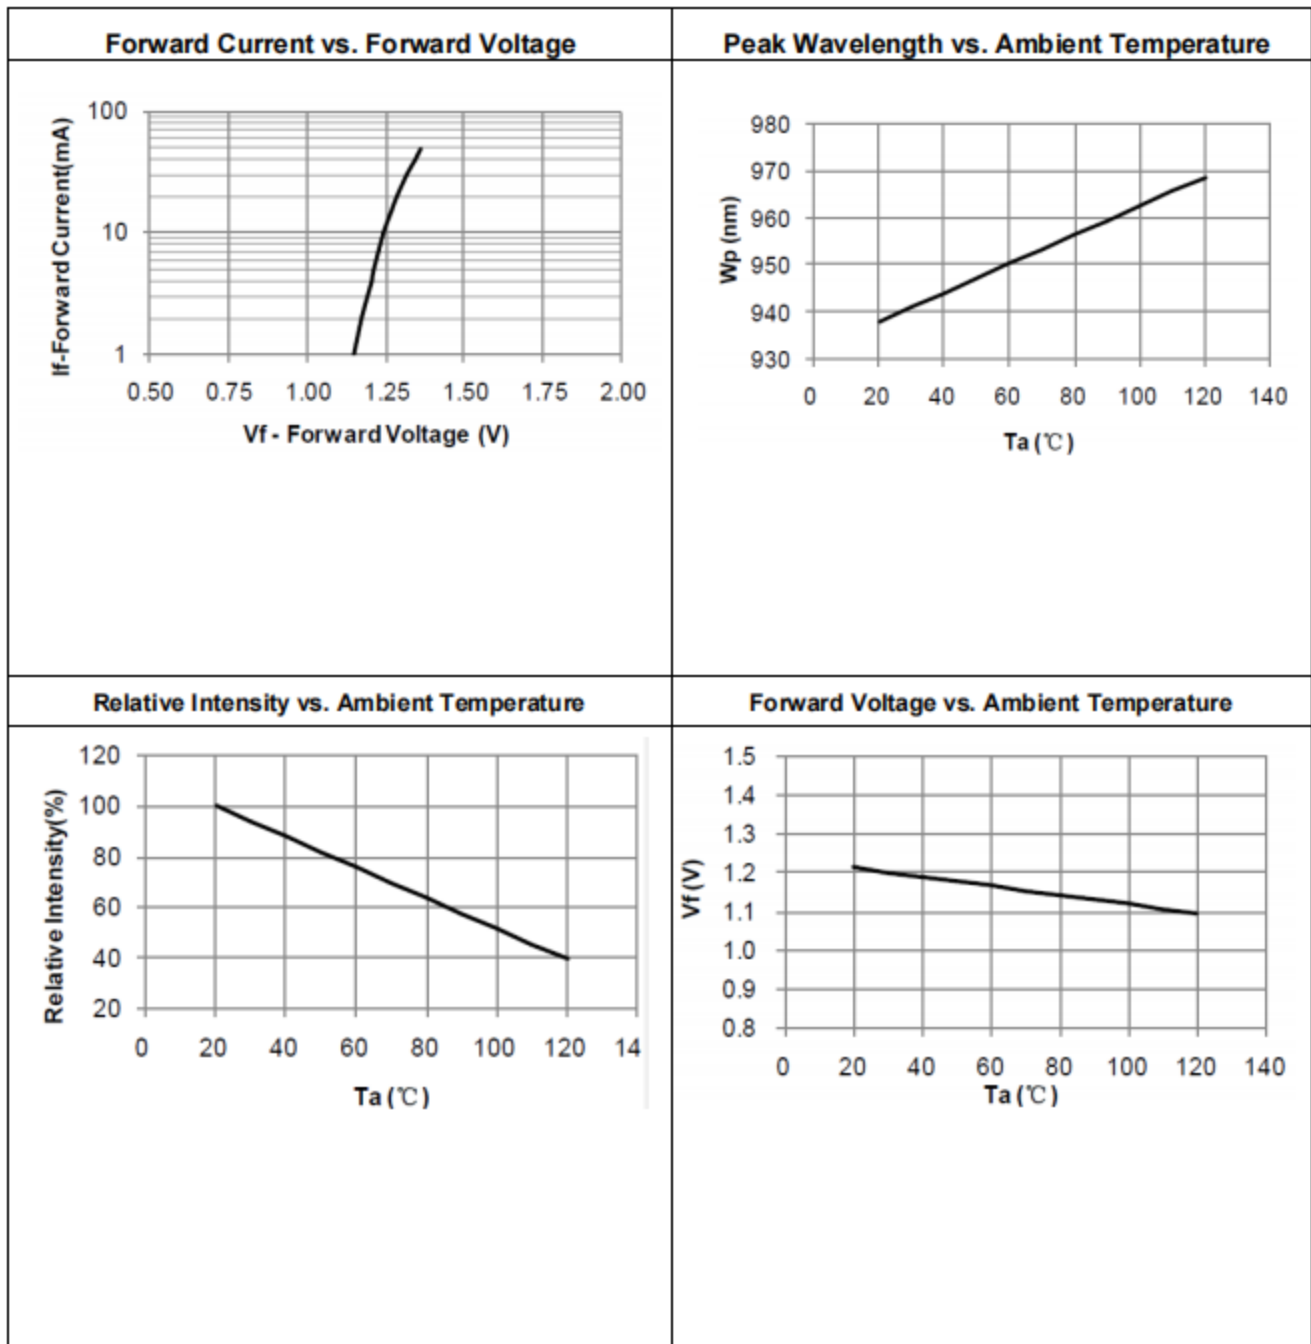 Forward Current vs. Forward Voltage
If-Forward Current(mA)
100
10
1
0.50 0.75 1.00 1.25 1.50 1.75 2.00
Vf - Forward Voltage (V)
Peak Wavelength vs. Ambient Temperature
Wp (nm)
980
970
960
950
940
930
0 20 40 60 80 100 120 140
Ta (℃)
Relative Intensity vs. Ambient Temperature
Relative Intensity(%)
120
100
80
60
40
20
0 20 40 60 80 100 120 14
Ta (℃)
Forward Voltage vs. Ambient Temperature
Vf (V)
1.5
1.4
1.3
1.2
1.1
1.0
0.9
0.8
0 20 40 60 80 100 120 140
Ta (℃)